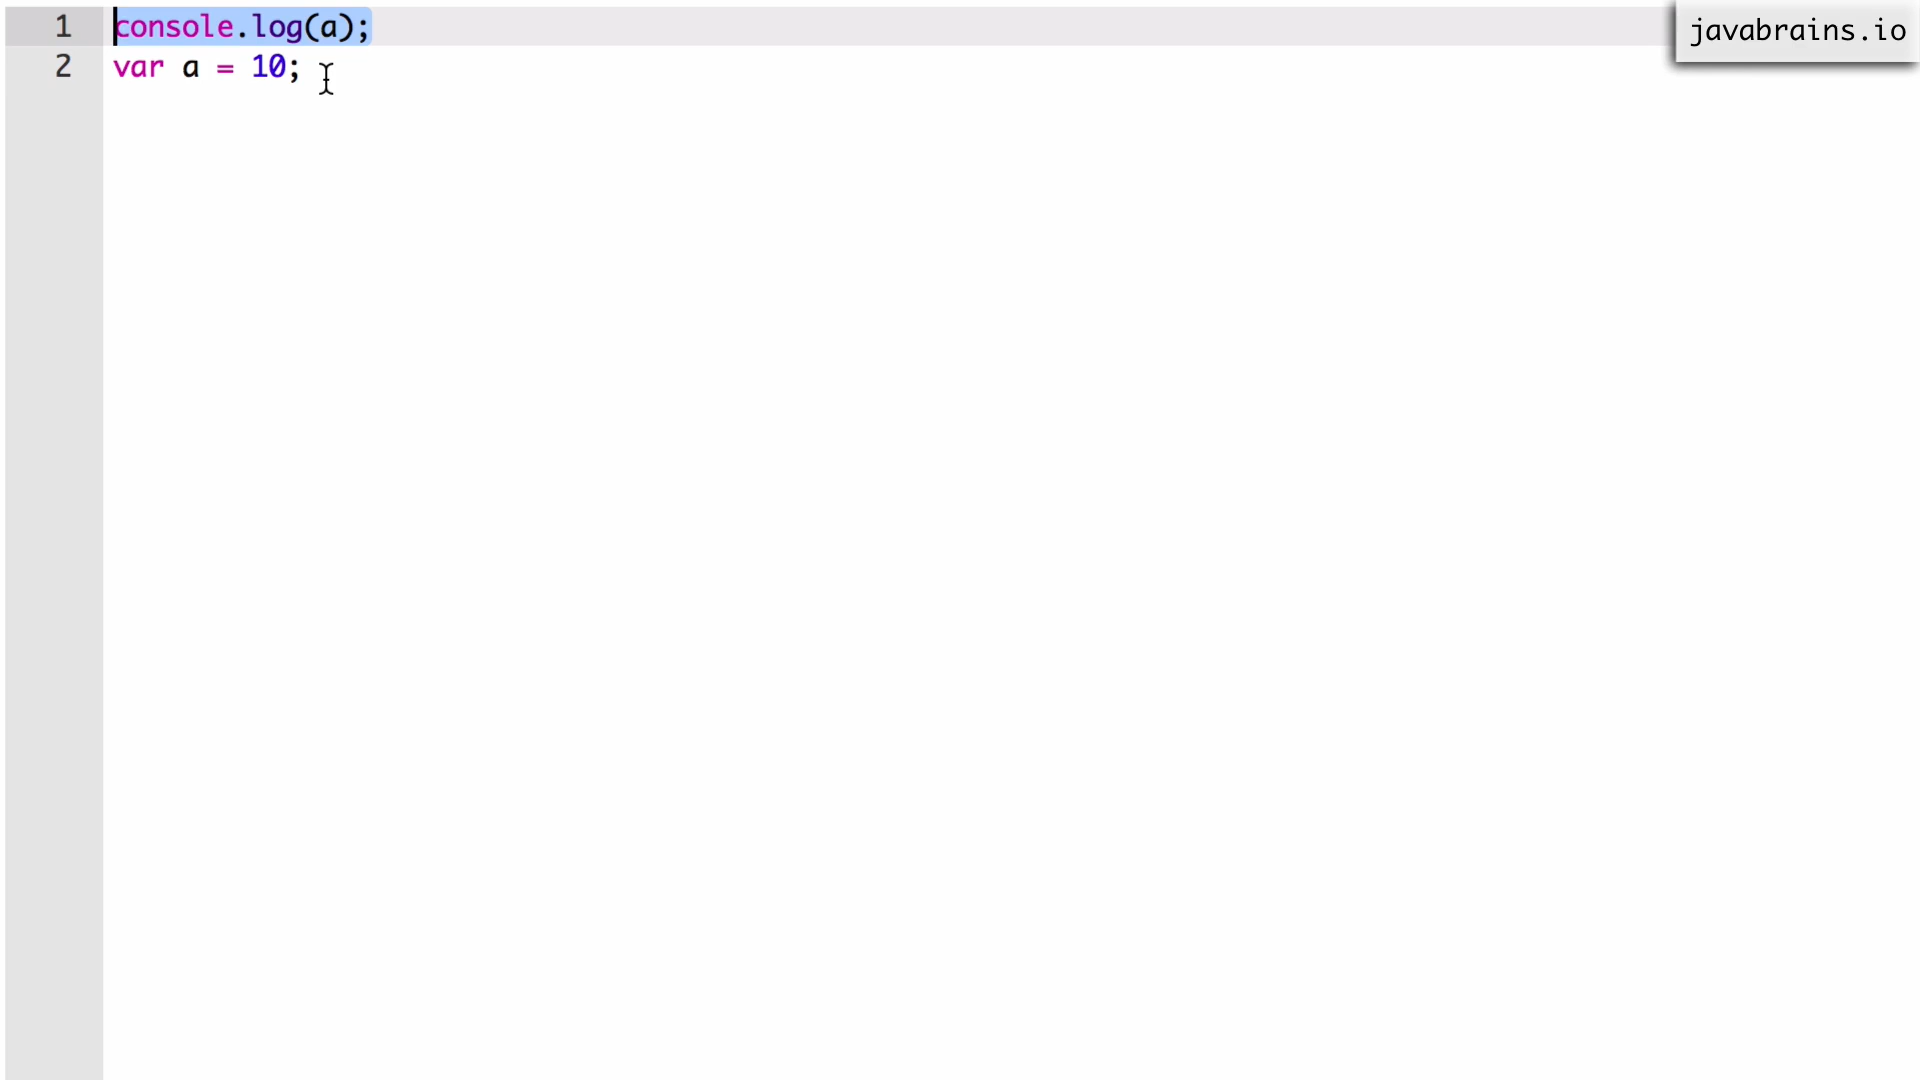 1 console.log(a);
2 var a = 10;
javabrains.io